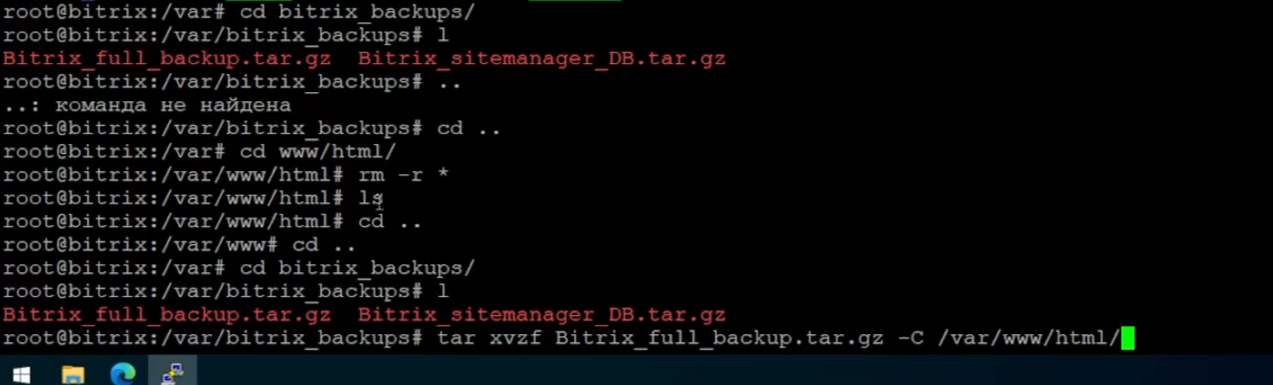 root@bitrix:/var# cd bitrix_backups/
root@bitrix:/var/bitrix_backups# l
Bitrix_full_backup.tar.gz  Bitrix_sitemanager_DB.tar.gz
root@bitrix:/var/bitrix_backups# ..
..: команда не найдена
root@bitrix:/var/bitrix_backups# cd ..
root@bitrix:/var# cd www/html/
root@bitrix:/var/www/html# rm -r *
root@bitrix:/var/www/html# ls
root@bitrix:/var/www/html# cd ..
root@bitrix:/var/www# cd ..
root@bitrix:/var# cd bitrix_backups/
root@bitrix:/var/bitrix_backups# l
Bitrix_full_backup.tar.gz  Bitrix_sitemanager_DB.tar.gz
root@bitrix:/var/bitrix_backups# tar xvzf Bitrix_full_backup.tar.gz -C /var/www/html/